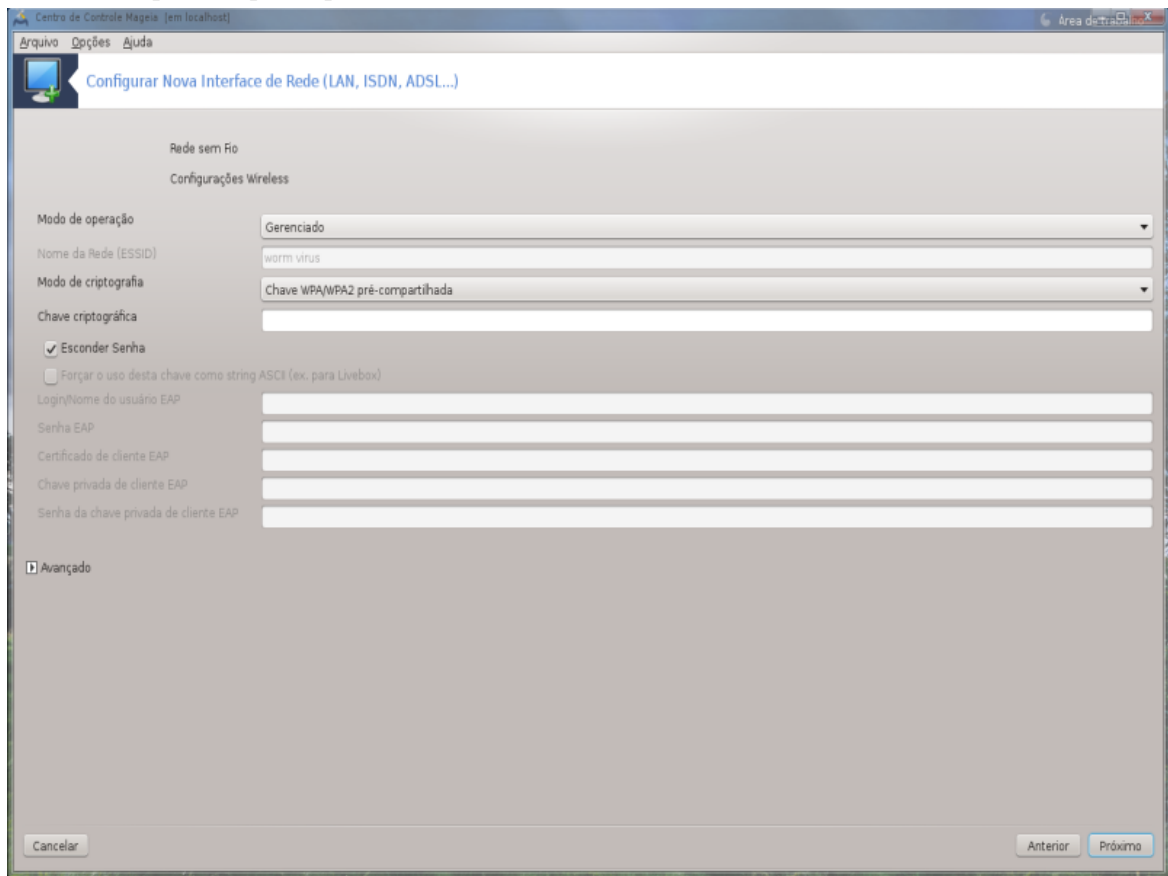 Centro de Controle Mageia [em localhost]
Área de trabalho
Arquivo Opções Ajuda
Configurar Nova Interface de Rede (LAN, ISDN, ADSL...)
Rede sem Fio
Configurações Wireless
Modo de operação
Gerenciado
Nome da Rede (ESSID)
worm virus
Modo de criptografia
Chave WPA/WPA2 pré-compartilhada
Chave criptográfica
Esconder Senha
Forçar o uso desta chave como string ASCII (ex. para Livebox)
Login/Nome do usuário EAP
Senha EAP
Certificado de cliente EAP
Chave privada de cliente EAP
Senha da chave privada de cliente EAP
Avançado
Cancelar
Anterior
Próximo